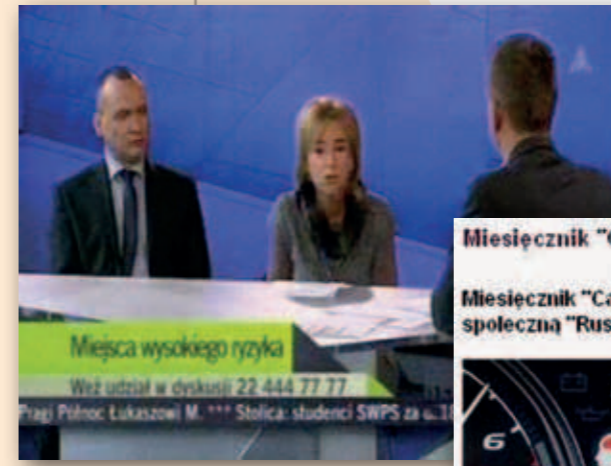 Miejsca wysokiego ryzyka
Weź udział w dyskusji 22 444 77 77
Pragi Północ Łukaszowi M. *** Stolica: studenci SWPS za
Miesięcznik
Miesięcznik
społeczną "Rus
6